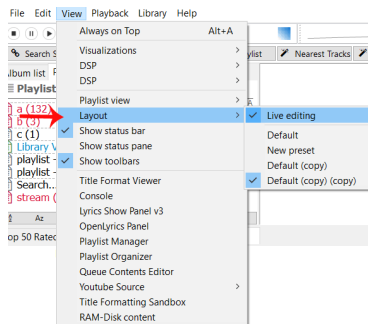 File Edit View Playback Library Help
Always on Top Alt+A
Search S
Visualizations
ylist Nearest Tracks
DSP
lbum list P
DSP
Playlist
Playlist view
a (132)
Layout Live editing
b (3)
c (1)
Show status bar Default
Library V
Show status pane New preset
playlist -
Show toolbars Default (copy)
playlist -
Search...
Title Format Viewer Default (copy) (copy)
stream (
Console
Lyrics Show Panel v3
Az
OpenLyrics Panel
op 50 Rated
Playlist Manager
Playlist Organizer
Queue Contents Editor
Youtube Source
Title Formatting Sandbox
RAM-Disk content